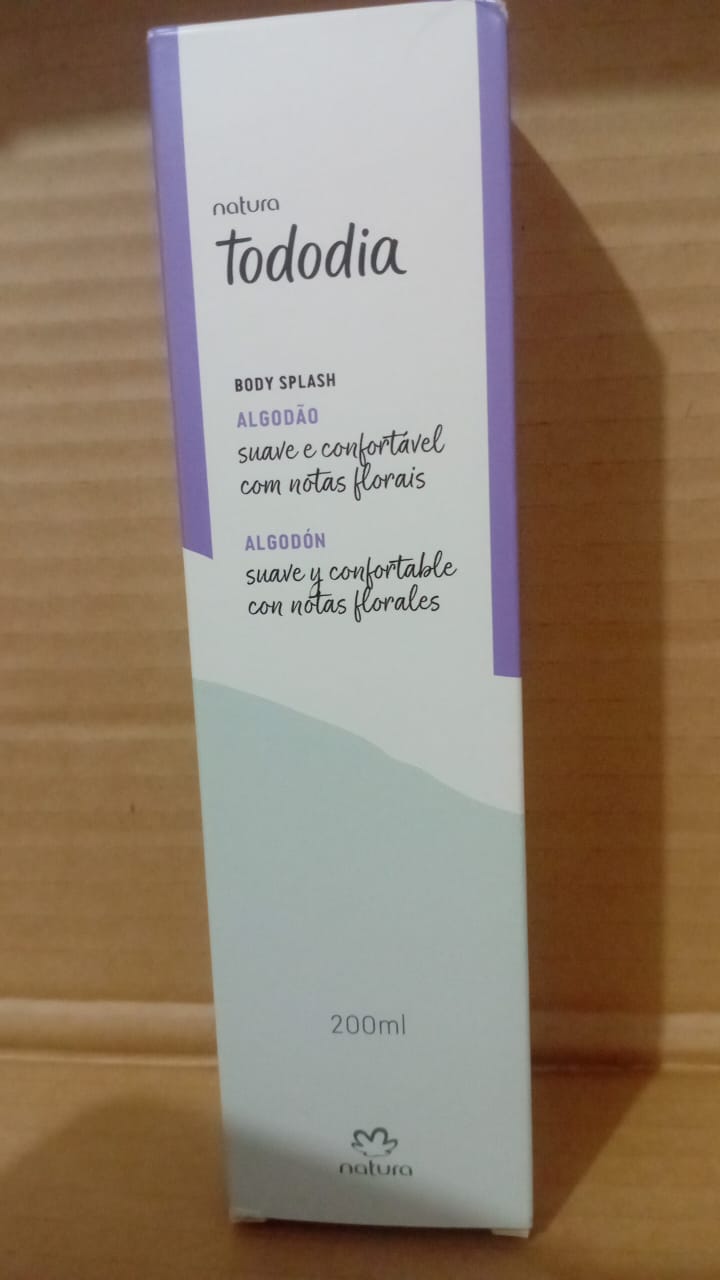 natura
tododia
BODY SPLASH
ALGODÃO
suave e confortável
com notas florais
ALGODÓN
suave y confortable
con notas florales
200ml
natura